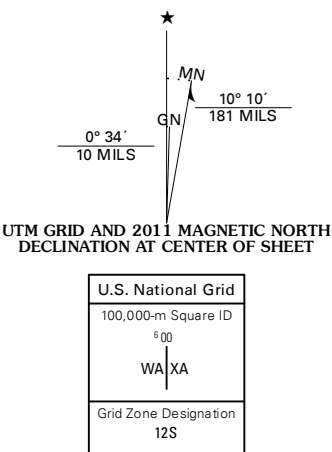 ★
MN
GN
10° 10´
181 MILS
0° 34´
10 MILS
UTM GRID AND 2011 MAGNETIC NORTH
DECLINATION AT CENTER OF SHEET
U.S. National Grid
100,000-m Square ID
⁶00
WA XA
Grid Zone Designation
12S